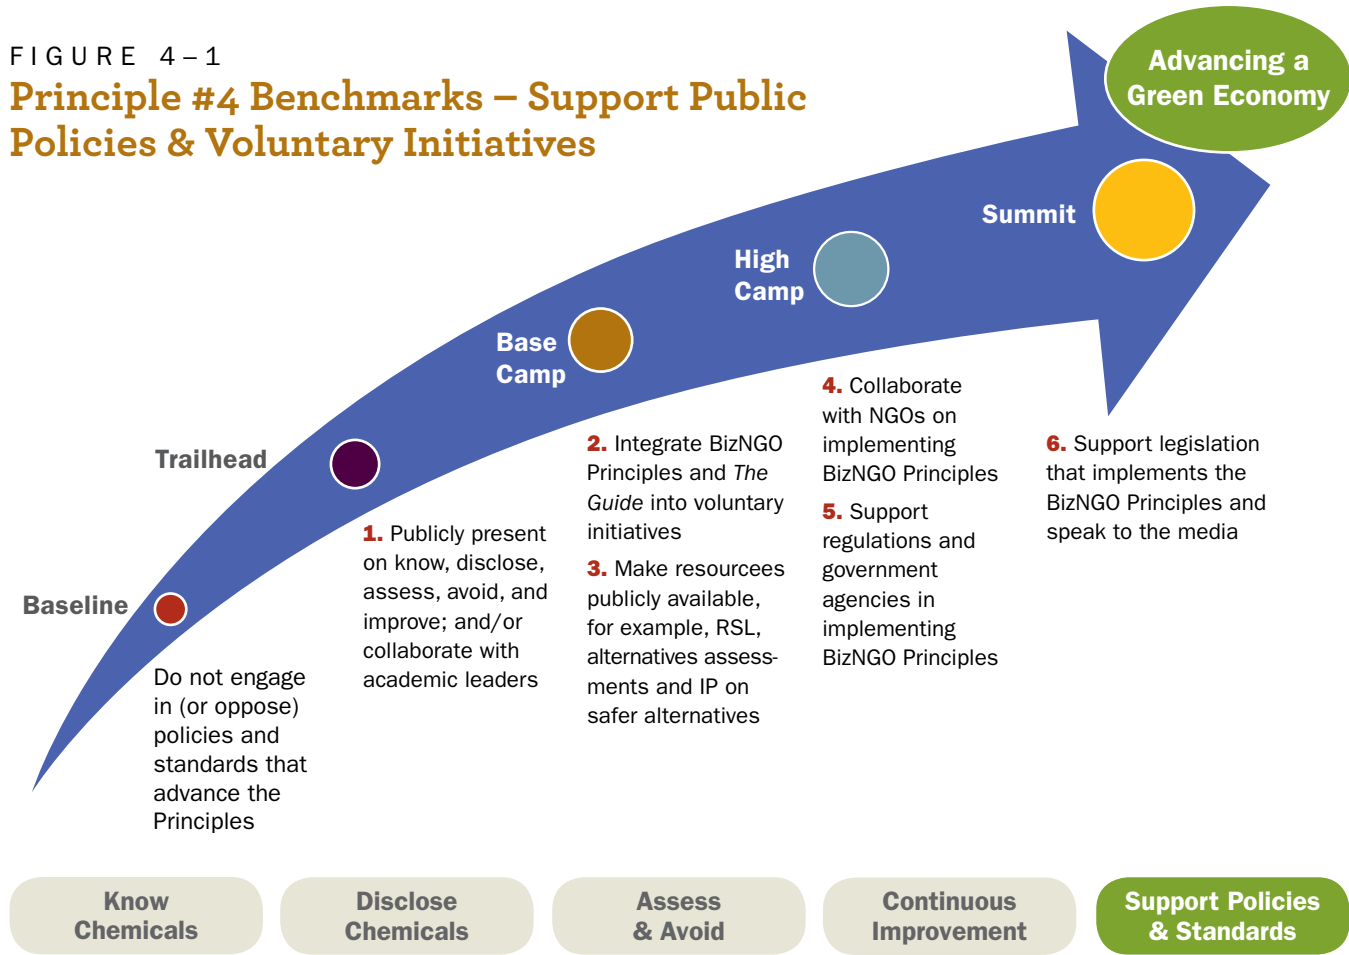 FIGURE 4–1
Principle #4 Benchmarks – Support Public
Policies & Voluntary Initiatives
Advancing a
Green Economy
Summit
High
Camp
Base
Camp
Trailhead
Baseline
Do not engage
in (or oppose)
policies and
standards that
advance the
Principles
1. Publicly present
on know, disclose,
assess, avoid, and
improve; and/or
collaborate with
academic leaders
2. Integrate BizNGO
Principles and The
Guide into voluntary
initiatives
3. Make resourcees
publicly available,
for example, RSL,
alternatives assess-
ments and IP on
safer alternatives
4. Collaborate
with NGOs on
implementing
BizNGO Principles
5. Support
regulations and
government
agencies in
implementing
BizNGO Principles
6. Support legislation
that implements the
BizNGO Principles and
speak to the media
Know
Chemicals
Disclose
Chemicals
Assess
& Avoid
Continuous
Improvement
Support Policies
& Standards